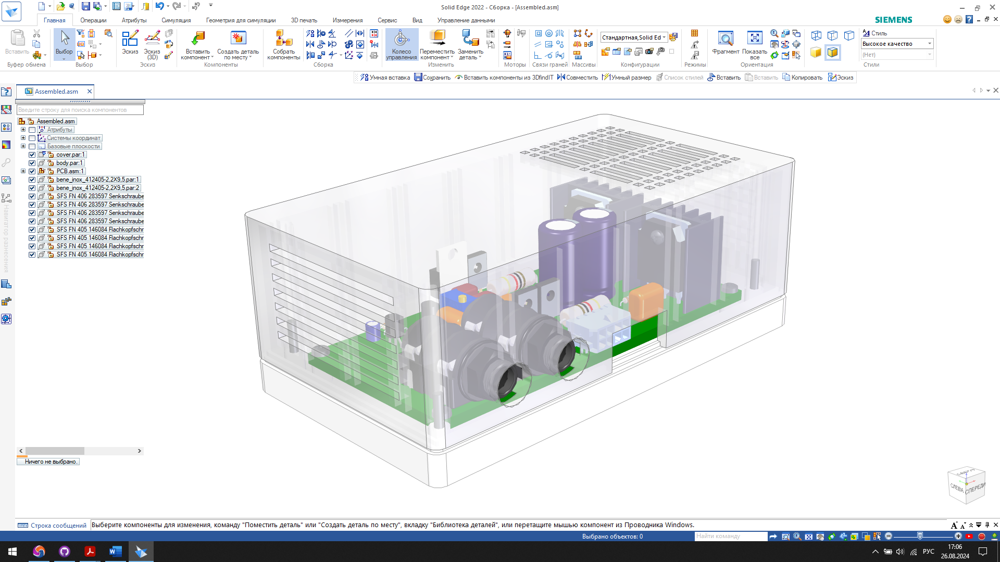 Solid Edge 2022 - Сборка - [Assembled.asm]
Главная Операции Атрибуты Симуляция Геометрия для симуляции 3D печать Измерения Сервис Вид Управление данными
SIEMENS
Вставить
Буфер обмена
Выбор
Выбор
Эскиз
Эскиз (3D)
Эскиз
Вставить компонент
Создать деталь по месту
Компоненты
Собрать компоненты
Сборка
Колесо управления
Переместить компонент
Заменить деталь
Изменить
Моторы
Связи граней
Массивы
Стандартная,Solid Ed
Конфигурации
Режимы
Фрагмент
Показать все
Ориентация
Стиль
Высокое качество
(Нет)
Стили
Умная вставка Сохранить Вставить компоненты из 3DfindIT Совместить Умный размер Список стилей Вставить Вставить Копировать Эскиз
Assembled.asm
Введите строку для поиска компонентов
Assembled.asm
Атрибуты
Системы координат
Базовые плоскости
cover.par:1
body.par:1
PCB.asm:1
bene_inox_412405-2,2X9,5.par:1
bene_inox_412405-2,2X9,5.par:2
SFS FN 406 283597 Senkschraube
SFS FN 406 283597 Senkschraube
SFS FN 406 283597 Senkschraube
SFS FN 406 283597 Senkschraube
SFS FN 405 146084 Flachkopfschr
SFS FN 405 146084 Flachkopfschr
SFS FN 405 146084 Flachkopfschr
SFS FN 405 146084 Flachkopfschr
Навигатор разнесения
Ничего не выбрано.
СВЕРХУ
СЛЕВА
СПЕРЕДИ
Строка сообщений
Выберите компоненты для изменения, команду "Поместить деталь" или "Создать деталь по месту", вкладку "Библиотека деталей", или перетащите мышью компонент из Проводника Windows.
Выбрано объектов: 0
Найти команду
РУС
17:06
26.08.2024